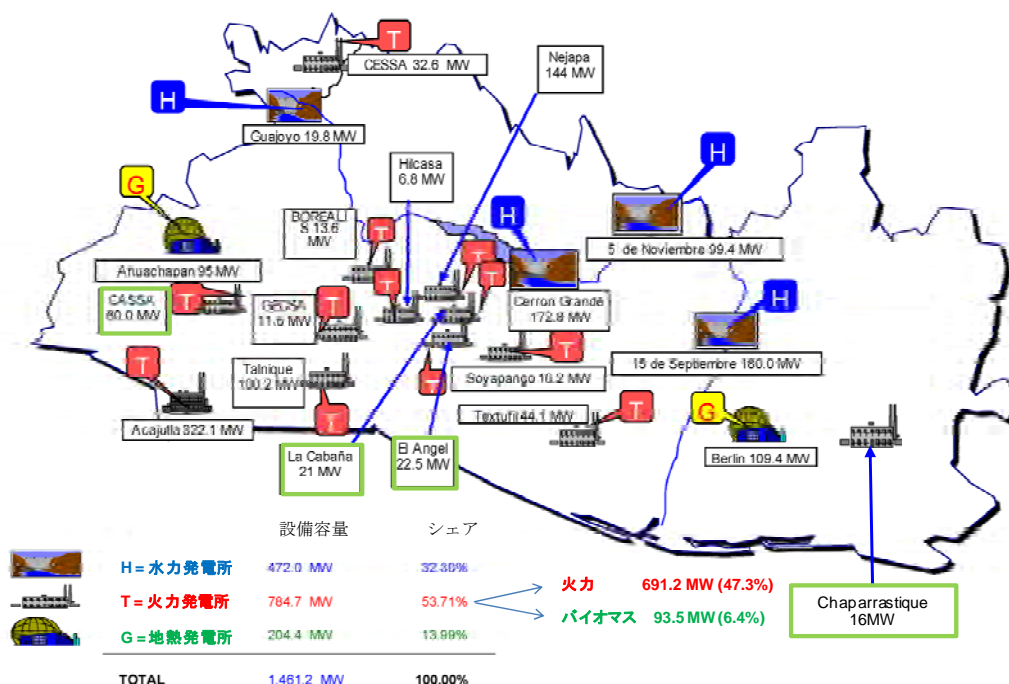 T
CESSA 32.6 MW
Nejapa
144 MW
H
Guajoyo 19.8 MW
Hilcasa
6.8 MW
H
G
BOREALI
S 13.6
MW
T
H
5 de Noviembre 99.4 MW
Ahuachapan 95 MW
T
T
T
H
CASSA
60.0 MW
T
GECSA
11.6 MW
T
Cerron Grande
172.8 MW
15 de Septiembre 180.0 MW
T
Talnique
100.2 MW
T
Soyapango 16.2 MW
T
G
Acajutla 322.1 MW
T
Textufil 44.1 MW
T
Berlin 109.4 MW
La Cabaña
21 MW
El Angel
22.5 MW
設備容量 シェア
H = 水力発電所 472.0 MW 32.30%
T = 火力発電所 784.7 MW 53.71%
火力 691.2 MW (47.3%)
バイオマス 93.5 MW (6.4%)
G = 地熱発電所 204.4 MW 13.99%
Chaparrastique
16MW
TOTAL 1,461.2 MW 100.00%